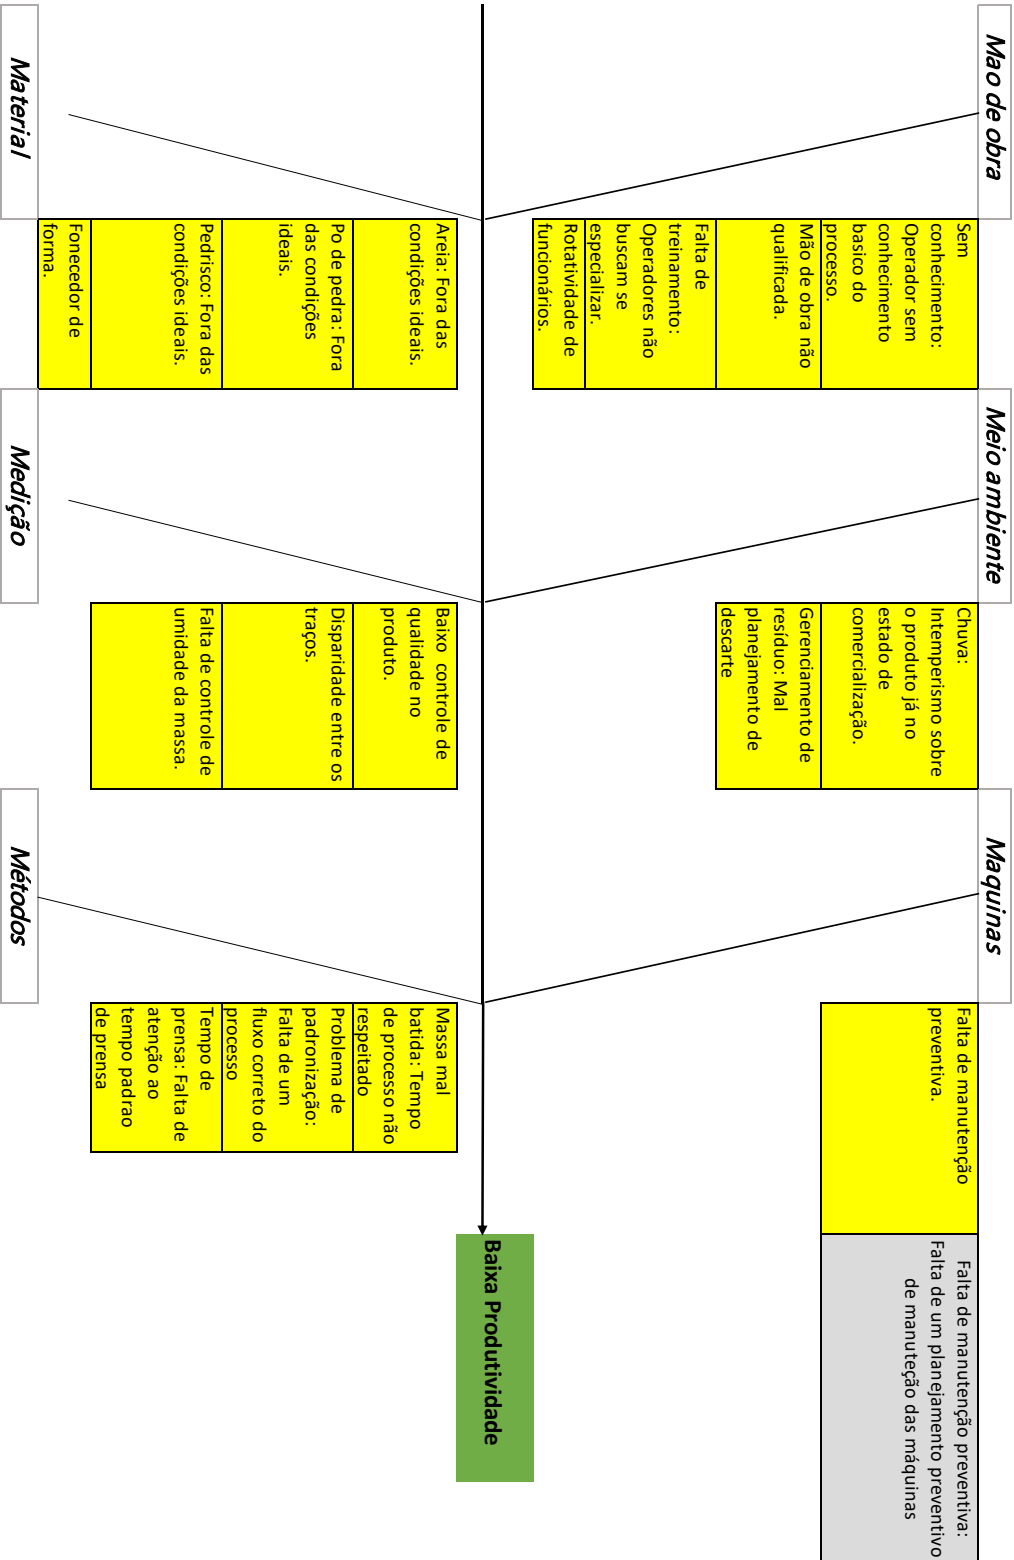 Mao de obra
Meio ambiente
Maquinas
Sem
conhecimento:
Operador sem
conhecimento
basico do
processo.
Mão de obra não
qualificada.
Falta de
treinamento:
Operadores não
buscam se
especializar.
Rotatividade de
funcionários.
Chuva:
Intemperismo sobre
o produto já no
estado de
comercialização.
Gerenciamento de
resíduo: Mal
planejamento de
descarte
Falta de manutenção
preventiva.
Falta de manutenção preventiva:
Falta de um planejamento preventivo
de manuteção das máquinas
Baixa Produtividade
Areia: Fora das
condições ideais.
Po de pedra: Fora
das condições
ideais.
Pedrisco: Fora das
condições ideais.
Fonecedor de
forma.
Baixo controle de
qualidade no
produto.
Disparidade entre os
traços.
Falta de controle de
umidade da massa.
Massa mal
batida: Tempo
de processo não
respeitado
Problema de
padronização:
Falta de um
fluxo correto do
processo
Tempo de
prensa: Falta de
atenção ao
tempo padrao
de prensa
Material
Medição
Métodos